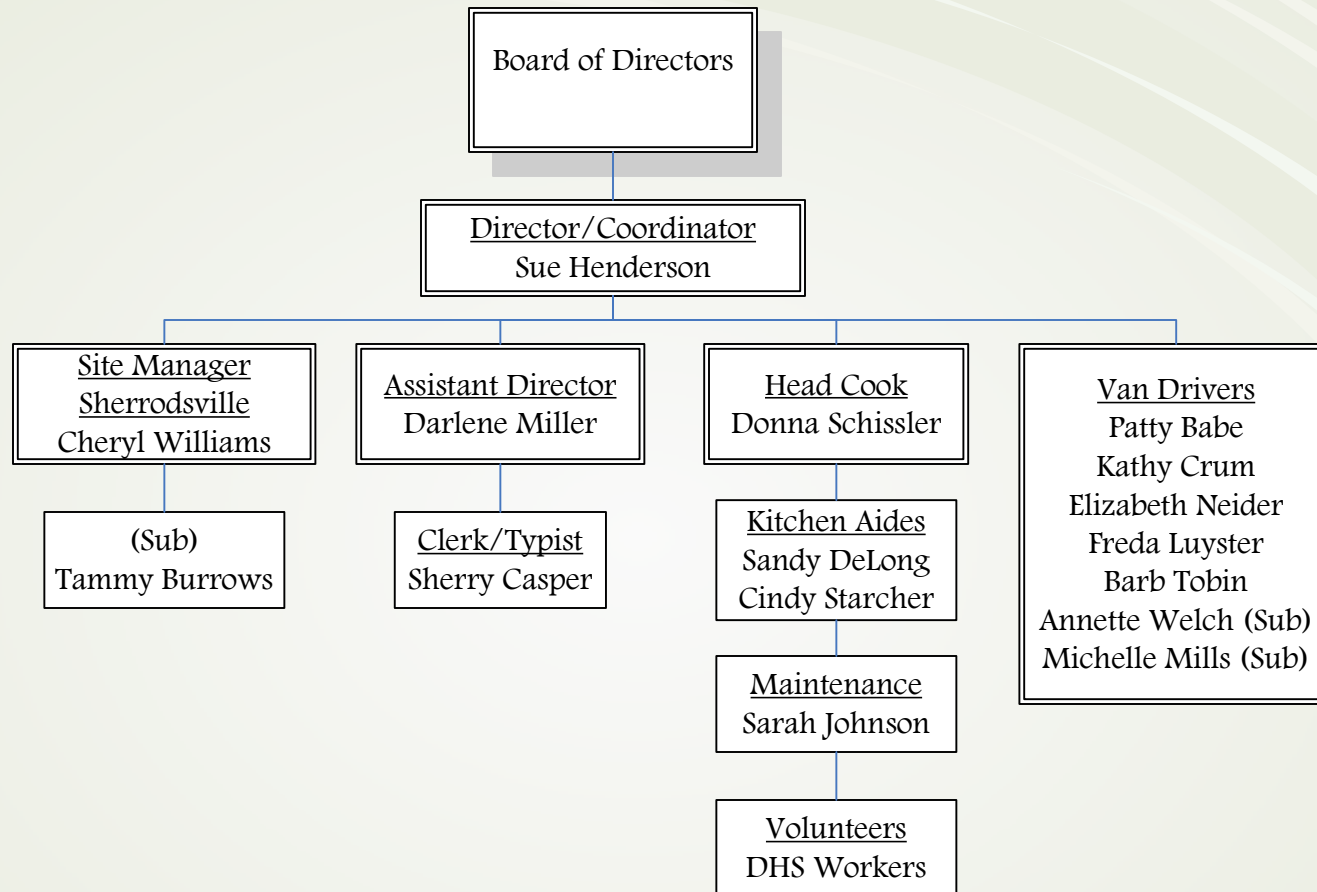 Board of Directors
Director/Coordinator
Sue Henderson
Site Manager
Sherrodsville
Cheryl Williams
(Sub)
Tammy Burrows
Assistant Director
Darlene Miller
Clerk/Typist
Sherry Casper
Head Cook
Donna Schissler
Kitchen Aides
Sandy DeLong
Cindy Starcher
Maintenance
Sarah Johnson
Volunteers
DHS Workers
Van Drivers
Patty Babe
Kathy Crum
Elizabeth Neider
Freda Luyster
Barb Tobin
Annette Welch (Sub)
Michelle Mills (Sub)